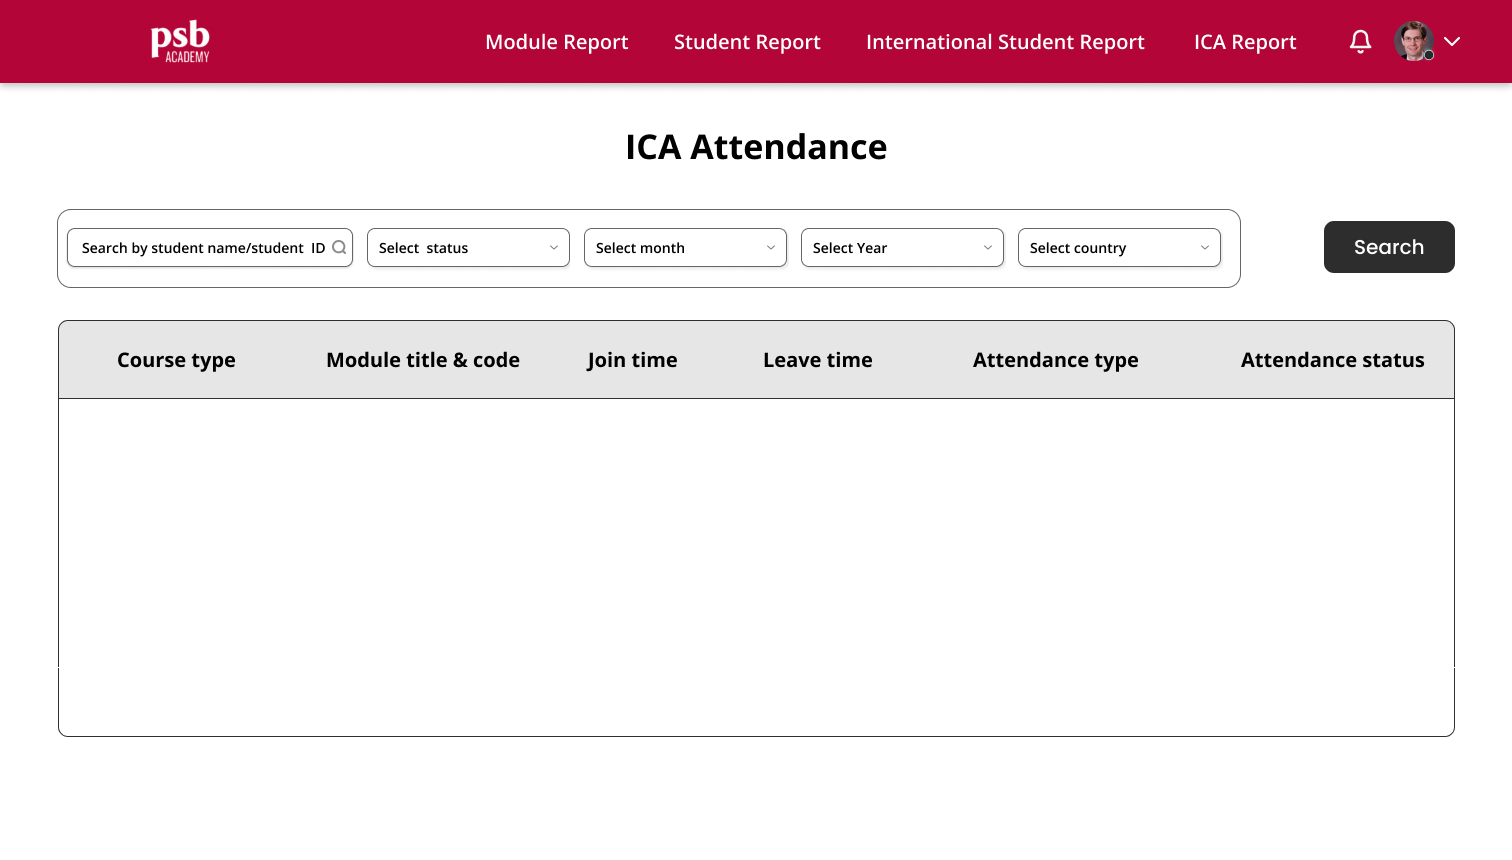 psb
ACADEMY
Module Report
Student Report
International Student Report
ICA Report
ICA Attendance
Search by student name/student ID
Select status
Select month
Select Year
Select country
Search
Course type
Module title & code
Join time
Leave time
Attendance type
Attendance status